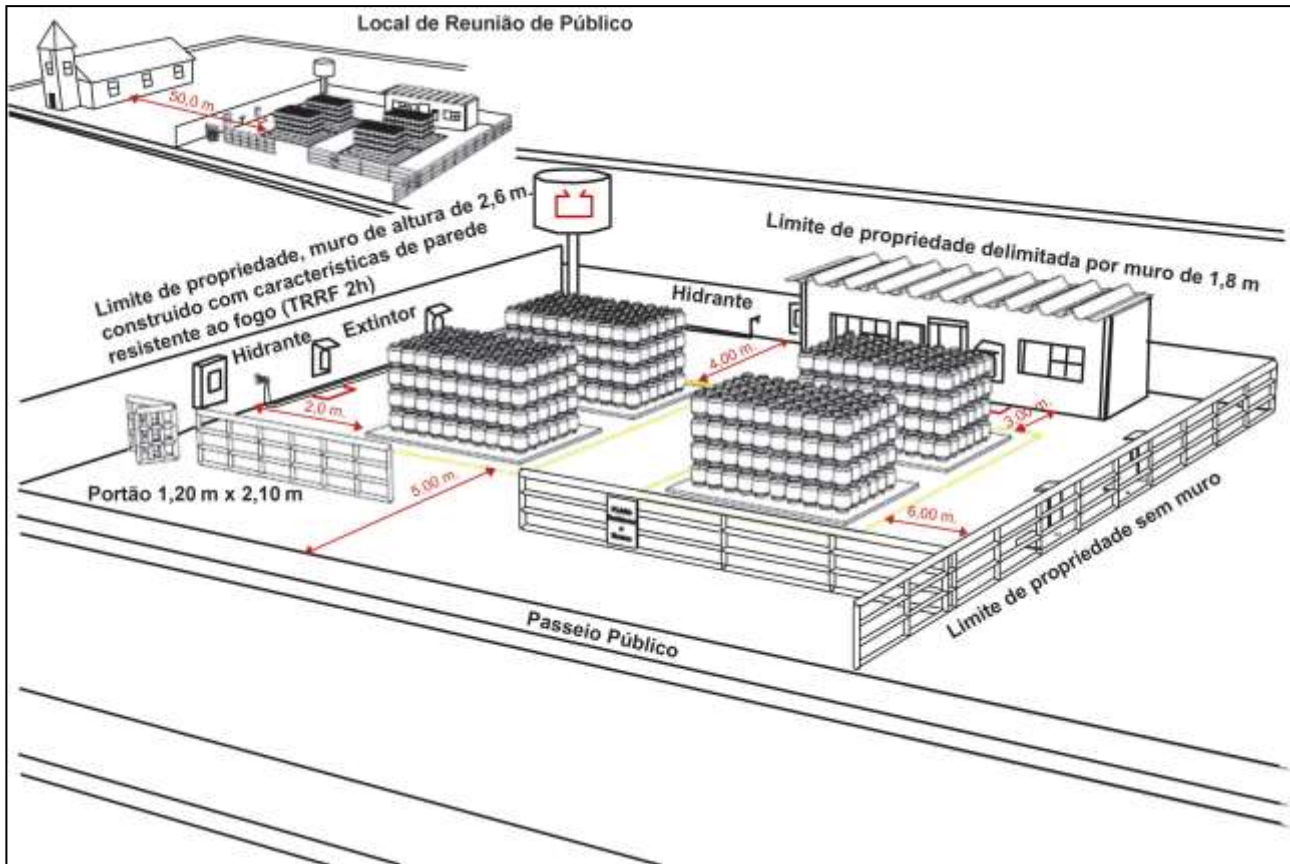 Local de Reunião de Público
50,0 m.
Limite de propriedade, muro de altura de 2,6 m.
construido com características de parede
resistente ao fogo (TRRF 2h)
Limite de propriedade delimitada por muro de 1,8 m
Hidrante
Extintor
Hidrante
4,00 m.
2,0 m.
3,00 m.
Portão 1,20 m x 2,10 m
5,00 m.
6,00 m.
Limite de propriedade sem muro
Passeio Público